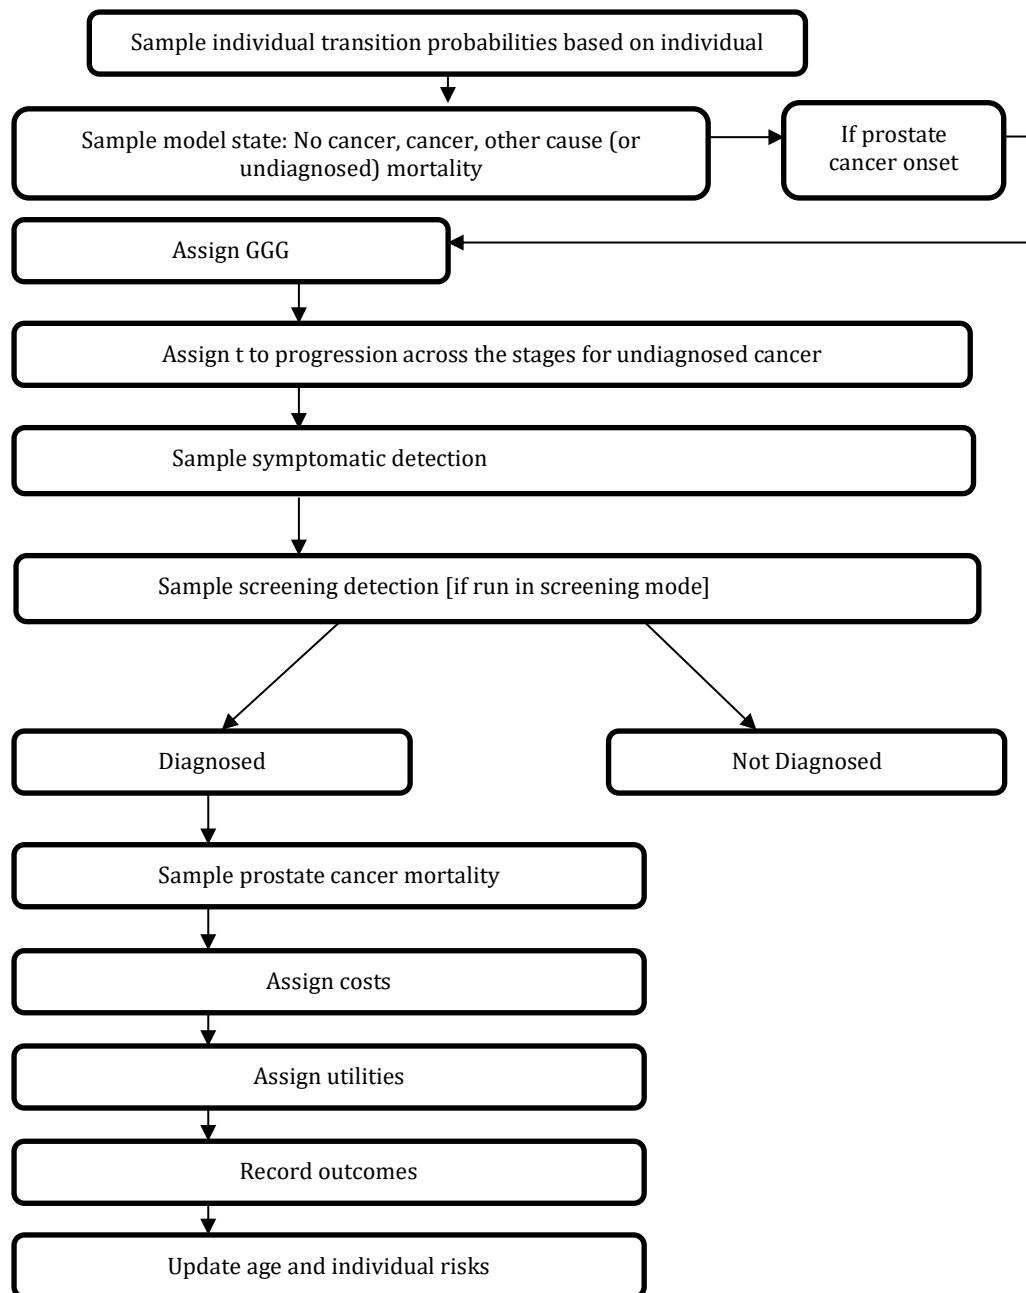 Sample individual transition probabilities based on individual
Sample model state: No cancer, cancer, other cause (or
undiagnosed) mortality
If prostate
cancer onset
Assign GGG
Assign t to progression across the stages for undiagnosed cancer
Sample symptomatic detection
Sample screening detection [if run in screening mode]
Diagnosed
Not Diagnosed
Sample prostate cancer mortality
Assign costs
Assign utilities
Record outcomes
Update age and individual risks